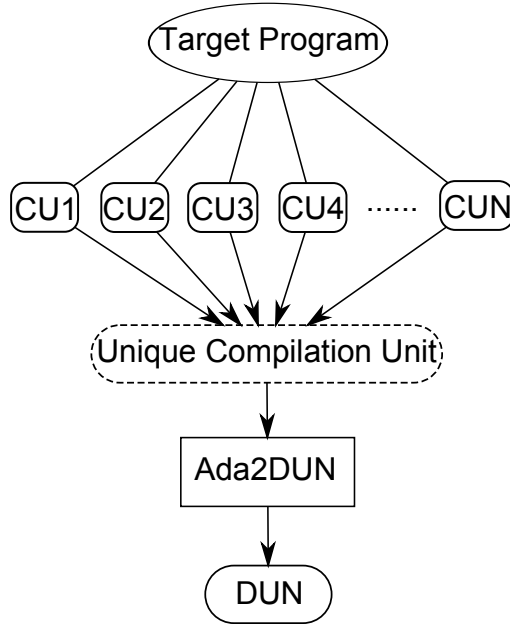 Target Program
CU1 CU2 CU3 CU4 ...... CUN
Unique Compilation Unit
Ada2DUN
DUN